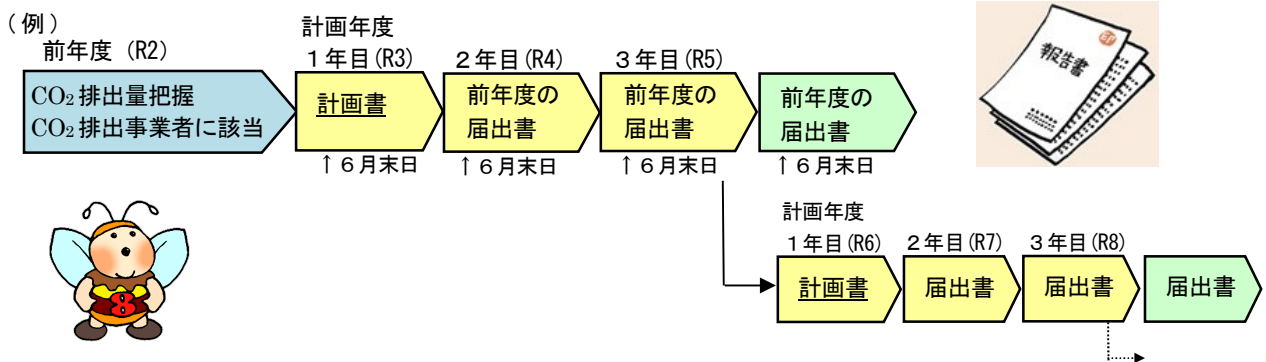 (例)
前年度 (R2)
計画年度
1年目(R3) 2年目(R4) 3年目(R5)
CO₂排出量把握
CO₂排出事業者に該当
計画書
前年度の
届出書
前年度の
届出書
前年度の
届出書
↑6月末日 ↑6月末日 ↑6月末日 ↑6月末日
報告書
計画年度
1年目(R6) 2年目(R7) 3年目(R8)
計画書 届出書 届出書 届出書
8